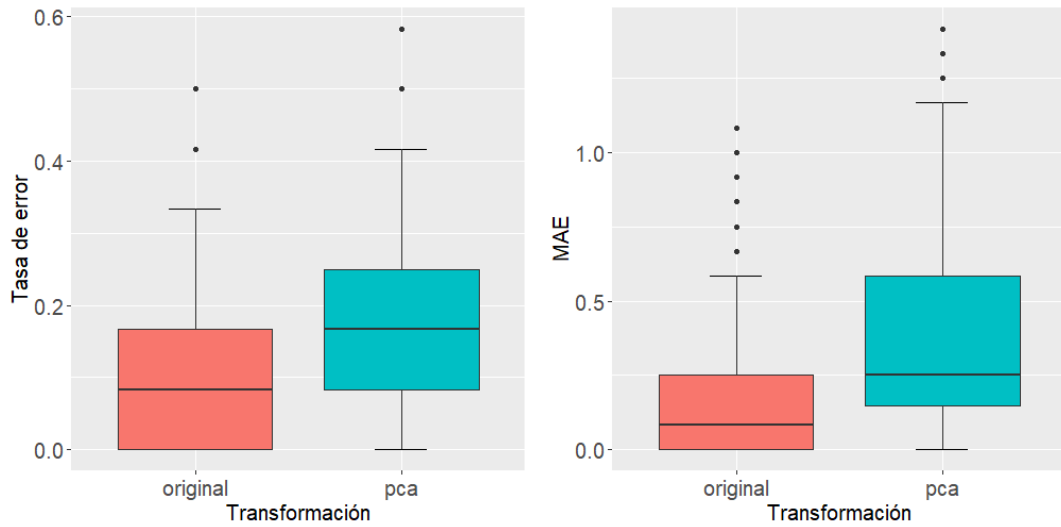 0.6
0.4
0.2
0.0
Tasa de error
original
pca
Transformación
1.0
0.5
0.0
MAE
original
pca
Transformación